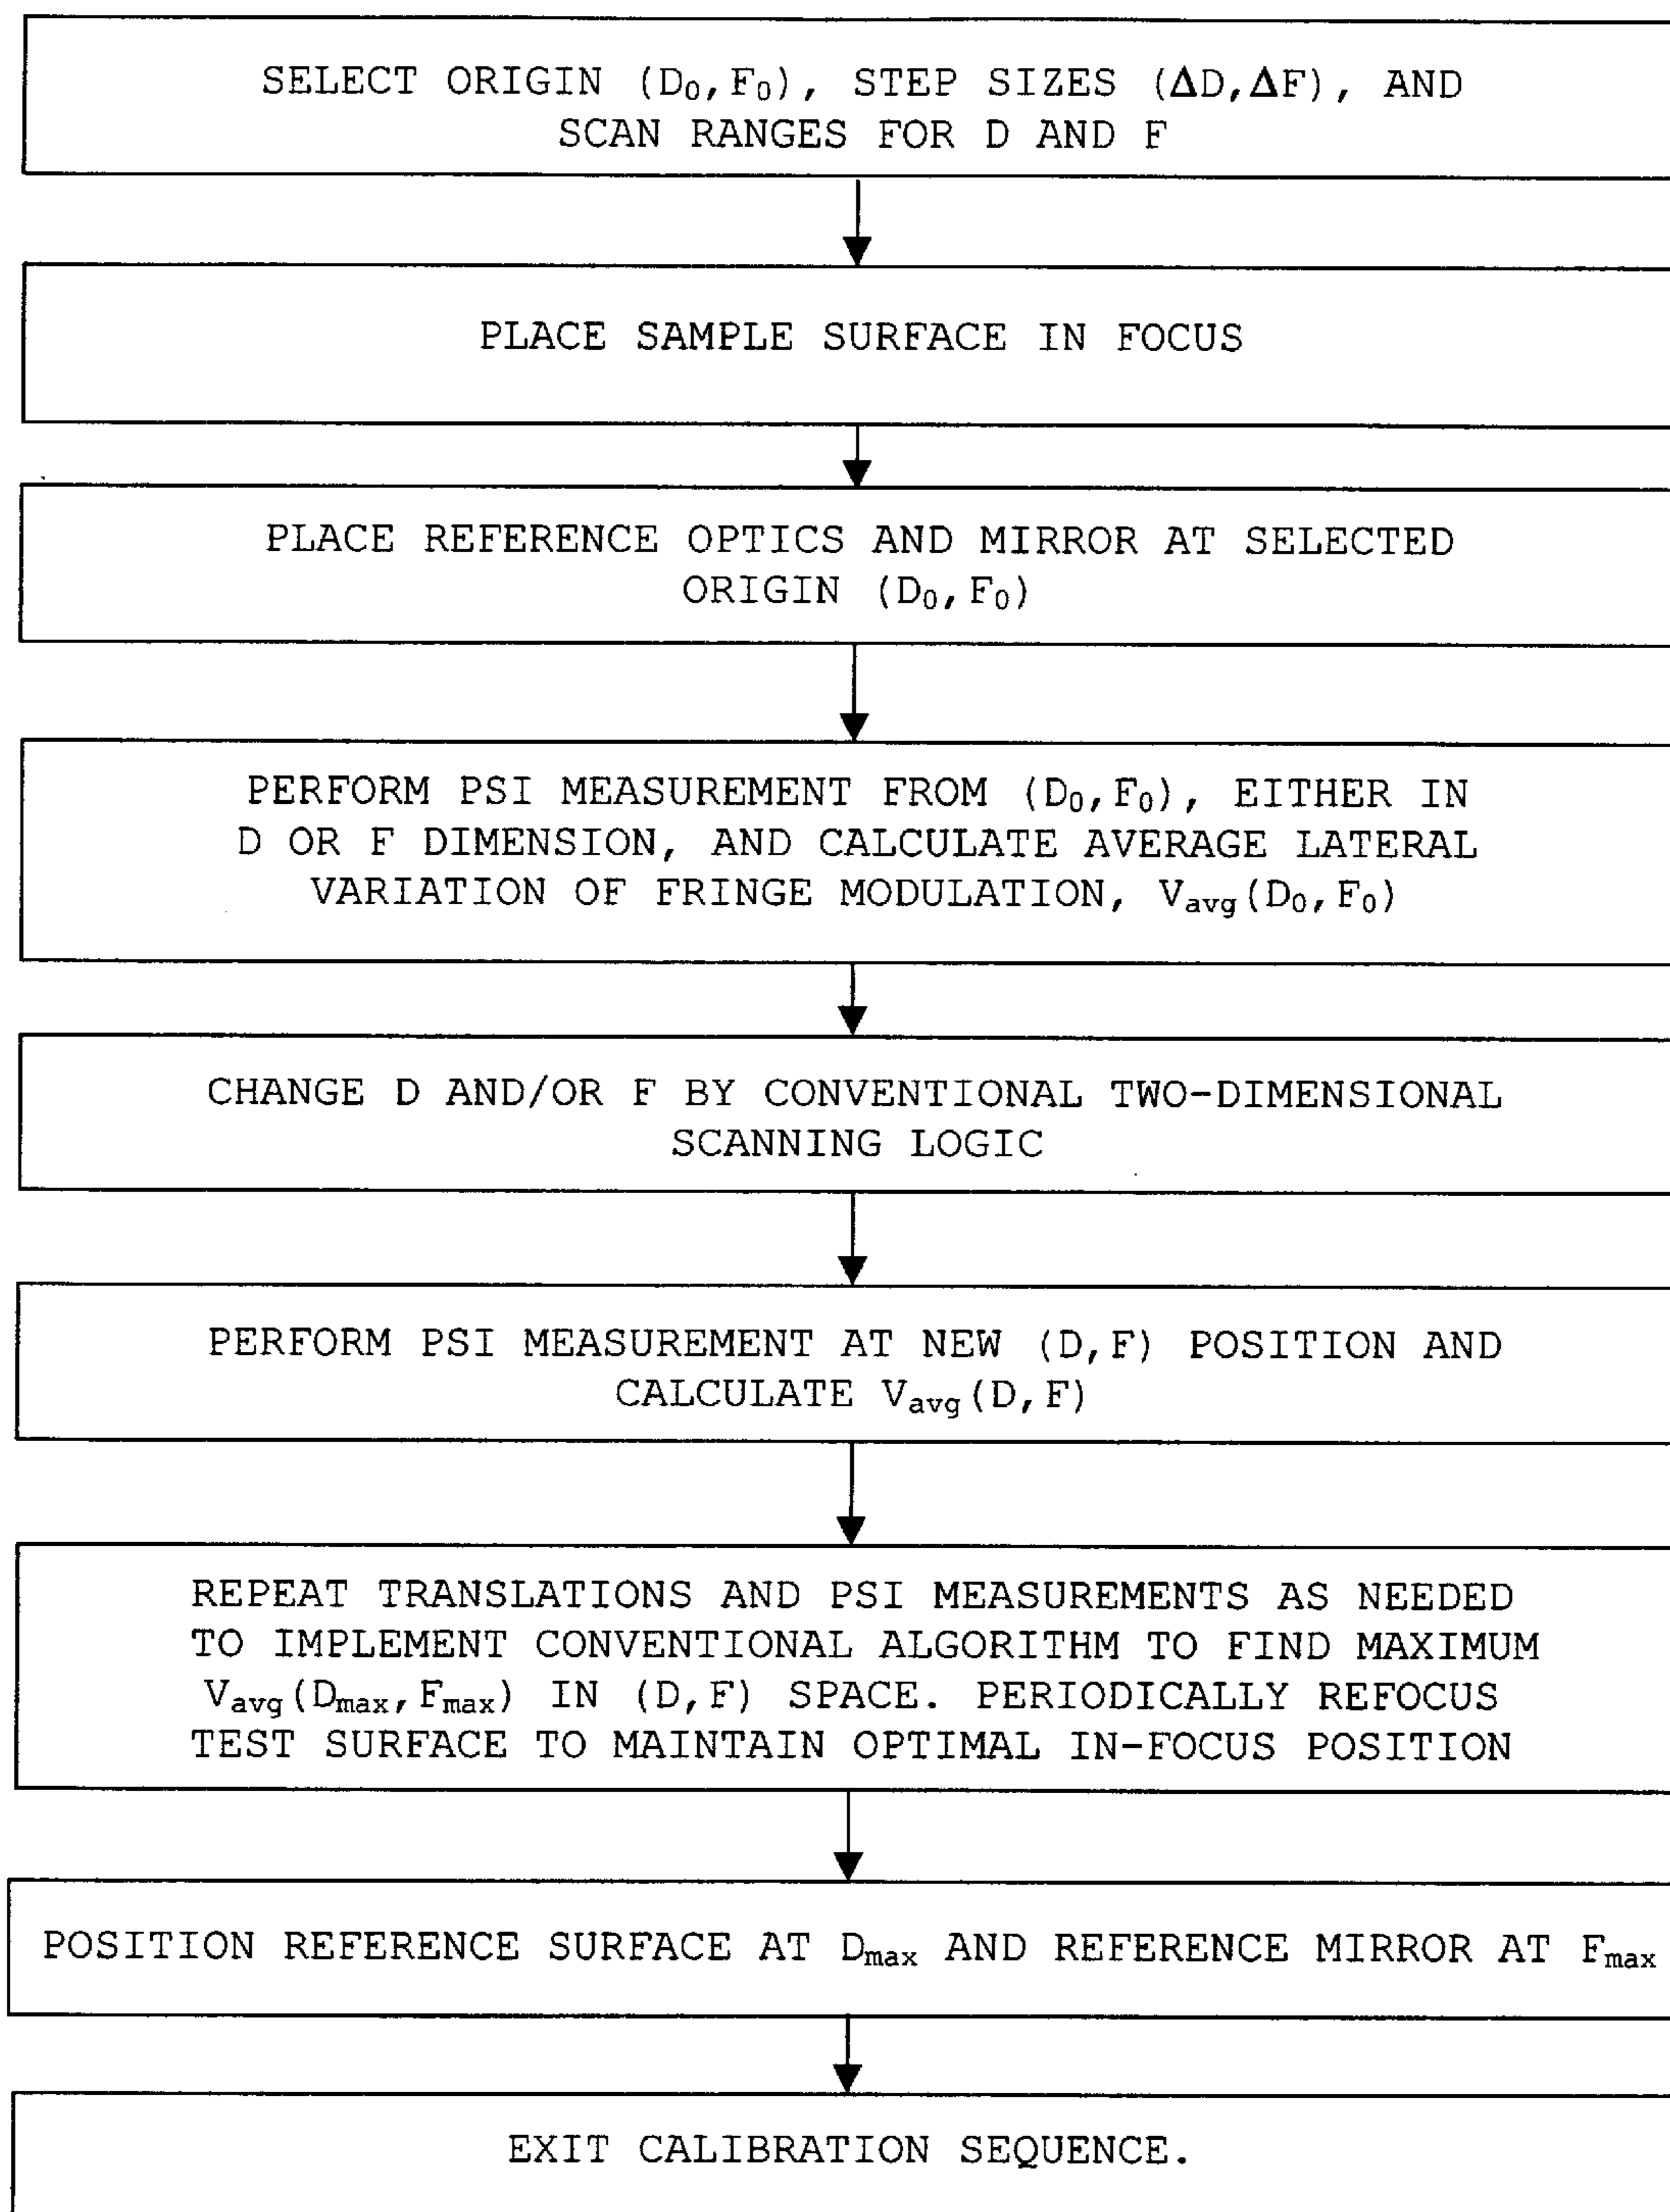 SELECT ORIGIN (D₀,F₀), STEP SIZES (ΔD,ΔF), AND
SCAN RANGES FOR D AND F
PLACE SAMPLE SURFACE IN FOCUS
PLACE REFERENCE OPTICS AND MIRROR AT SELECTED
ORIGIN (D₀,F₀)
PERFORM PSI MEASUREMENT FROM (D₀,F₀), EITHER IN
D OR F DIMENSION, AND CALCULATE AVERAGE LATERAL
VARIATION OF FRINGE MODULATION, Vavg(D₀,F₀)
CHANGE D AND/OR F BY CONVENTIONAL TWO-DIMENSIONAL
SCANNING LOGIC
PERFORM PSI MEASUREMENT AT NEW (D,F) POSITION AND
CALCULATE Vavg(D,F)
REPEAT TRANSLATIONS AND PSI MEASUREMENTS AS NEEDED
TO IMPLEMENT CONVENTIONAL ALGORITHM TO FIND MAXIMUM
Vavg(Dmax,Fmax) IN (D,F) SPACE. PERIODICALLY REFOCUS
TEST SURFACE TO MAINTAIN OPTIMAL IN-FOCUS POSITION
POSITION REFERENCE SURFACE AT Dmax AND REFERENCE MIRROR AT Fmax
EXIT CALIBRATION SEQUENCE.